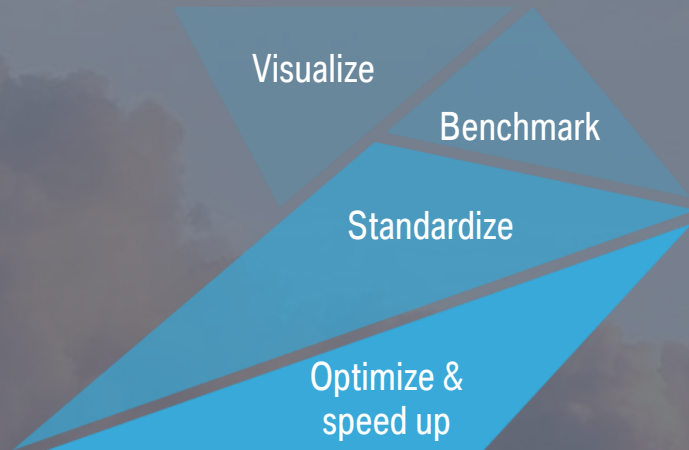 Visualize
Benchmark
Standardize
Optimize &
speed up